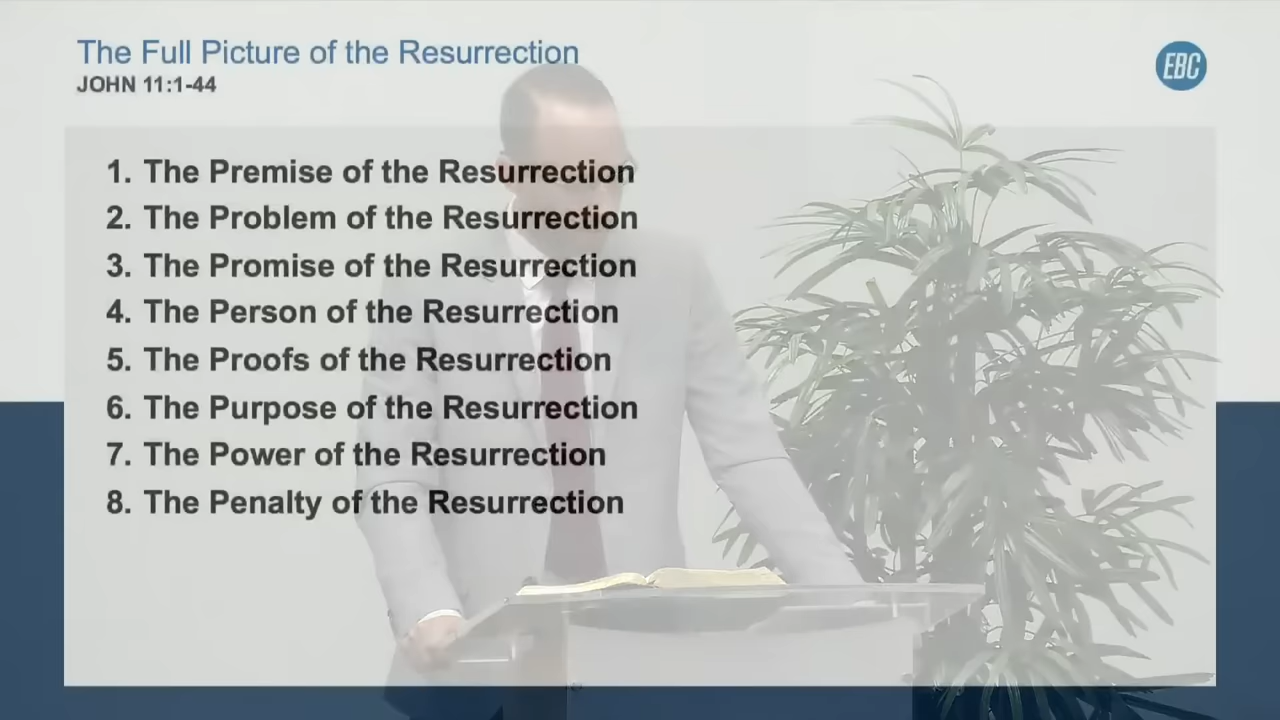 The Full Picture of the Resurrection
JOHN 11:1-44
EBC
1. The Premise of the Resurrection
2. The Problem of the Resurrection
3. The Promise of the Resurrection
4. The Person of the Resurrection
5. The Proofs of the Resurrection
6. The Purpose of the Resurrection
7. The Power of the Resurrection
8. The Penalty of the Resurrection